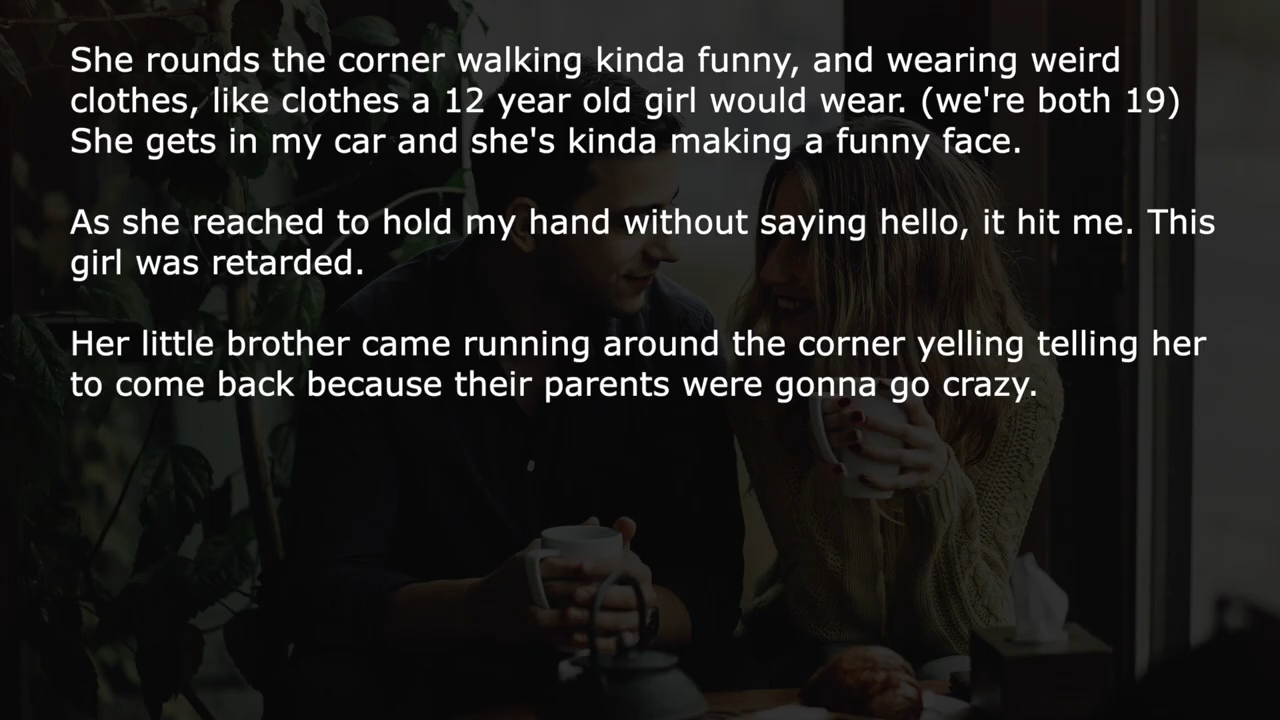 She rounds the corner walking kinda funny, and wearing weird
clothes, like clothes a 12 year old girl would wear. (we're both 19)
She gets in my car and she's kinda making a funny face.
As she reached to hold my hand without saying hello, it hit me. This
girl was retarded.
Her little brother came running around the corner yelling telling her
to come back because their parents were gonna go crazy.